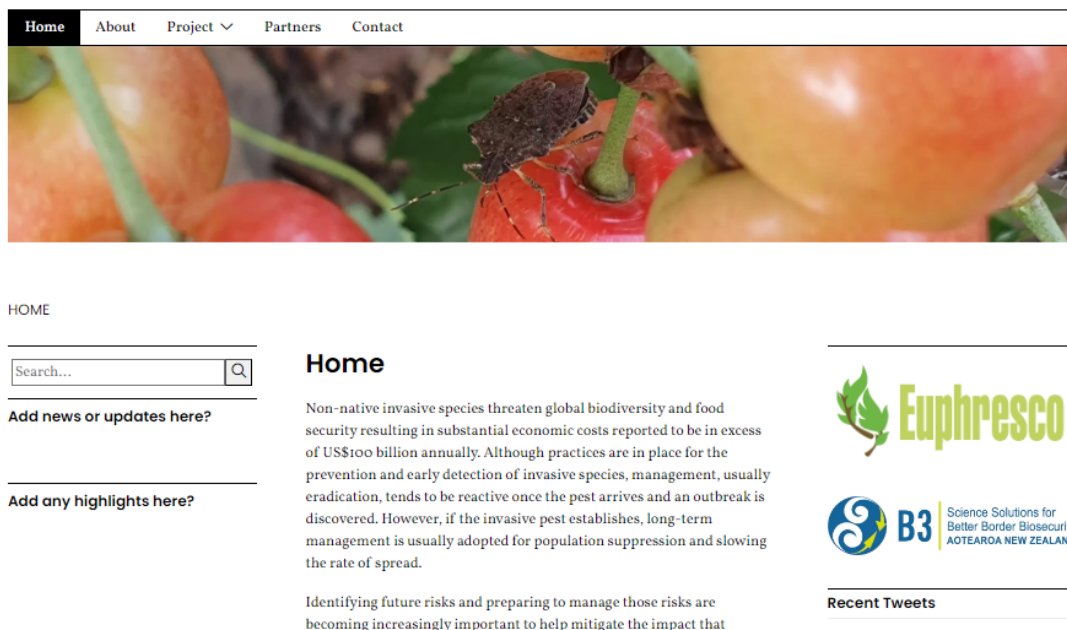 Home About Project Partners Contact
HOME
Search...
Add news or updates here?
Add any highlights here?
Home
Non-native invasive species threaten global biodiversity and food
security resulting in substantial economic costs reported to be in excess
of US$100 billion annually. Although practices are in place for the
prevention and early detection of invasive species, management, usually
eradication, tends to be reactive once the pest arrives and an outbreak is
discovered. However, if the invasive pest establishes, long-term
management is usually adopted for population suppression and slowing
the rate of spread.
Identifying future risks and preparing to manage those risks are
becoming increasingly important to help mitigate the impact that
Euphresco
B3
Science Solutions for
Better Border
AOTEAROA NEW
Recent Tweets